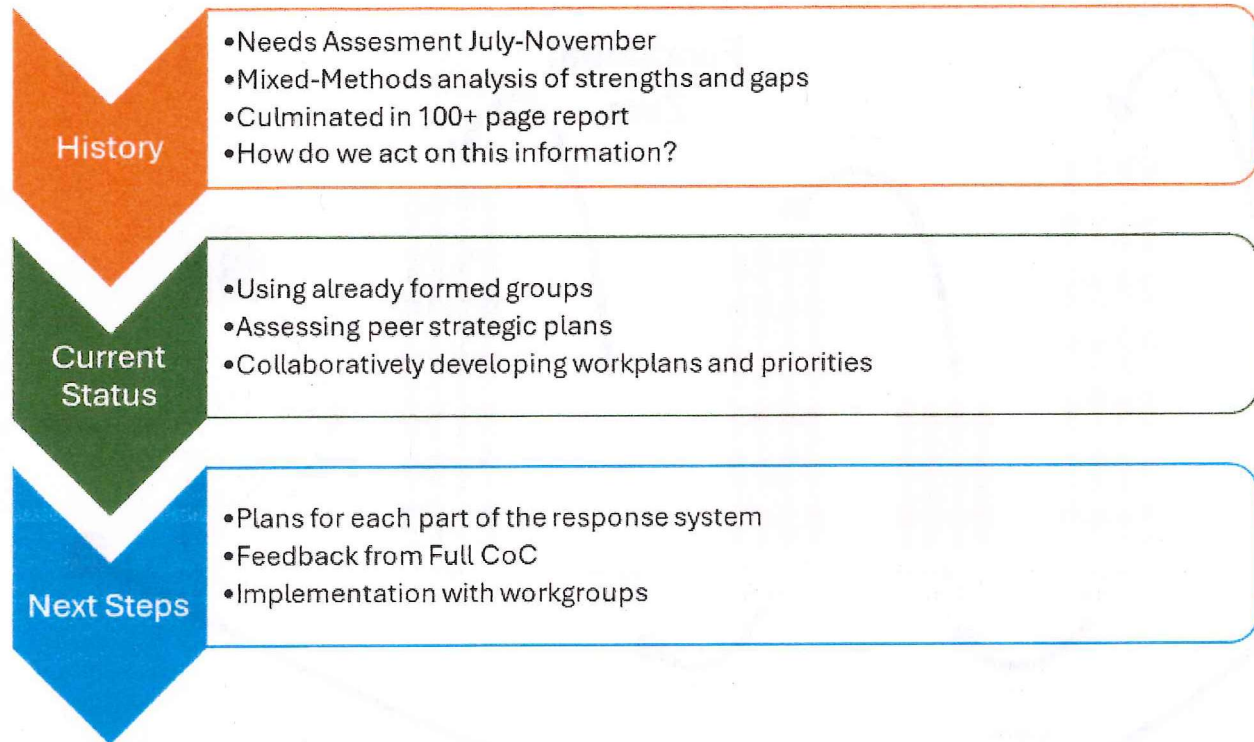 History
•Needs Assesment July-November
•Mixed-Methods analysis of strengths and gaps
•Culminated in 100+ page report
•How do we act on this information?
Current
Status
•Using already formed groups
•Assessing peer strategic plans
•Collaboratively developing workplans and priorities
Next Steps
•Plans for each part of the response system
•Feedback from Full CoC
•Implementation with workgroups